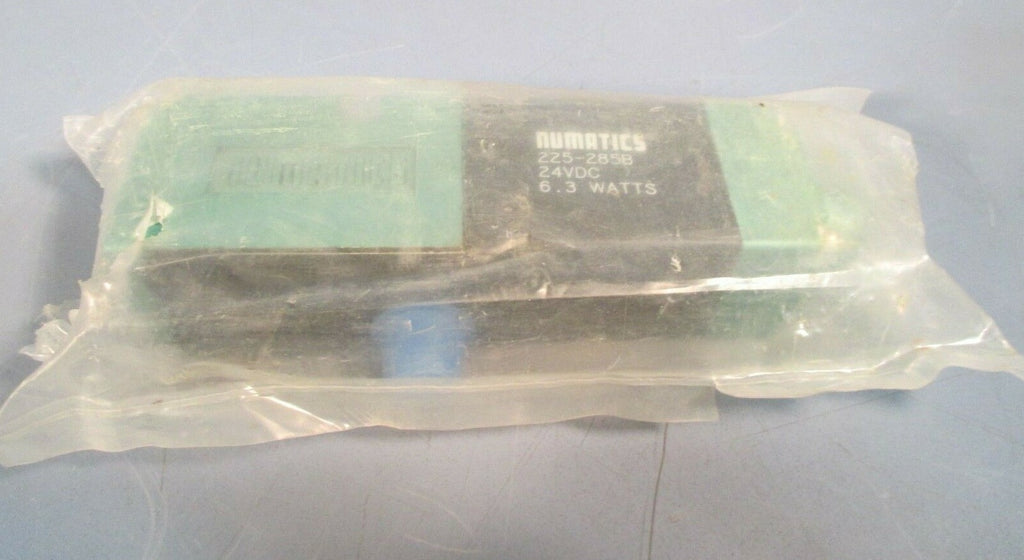 NUMATICS
225-285B
24VDC
6.3 WATTS